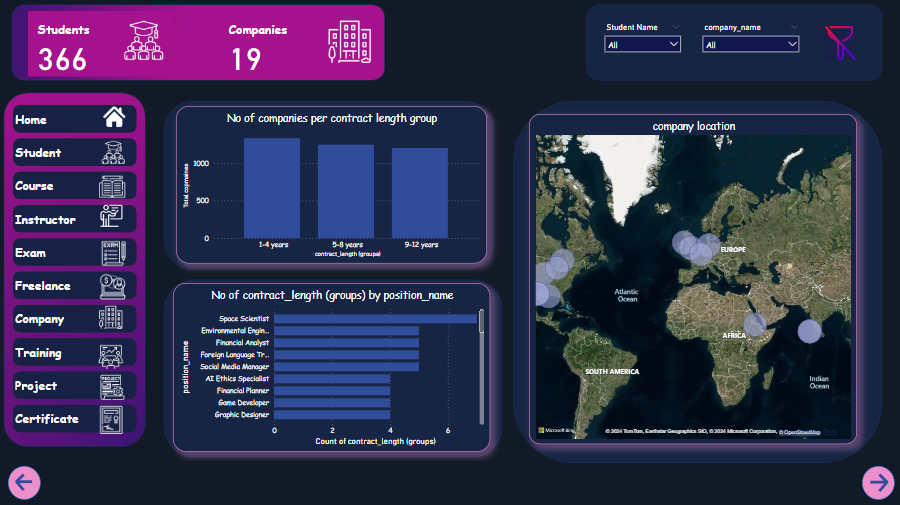 Students
366
Companies
19
Student Name
All
company_name
All
Home
Student
Course
Instructor
Exam
Freelance
Company
Training
Project
Certificate
No of companies per contract length group
Total copmaines
1000
500
0
1-4 years
5-8 years
9-12 years
contract_length (groups)
No of contract_length (groups) by position_name
position_name
Space Scientist
Environmental Engin...
Financial Analyst
Foreign Language Tr...
Social Media Manager
AI Ethics Specialist
Financial Planner
Game Developer
Graphic Designer
0 2 4 6
Count of contract_length (groups)
company location
EUROPE
Atlantic
Ocean
AFRICA
SOUTH AMERICA
Indian
Ocean
Microsoft Bing
© 2024 TomTom, Earthstar Geographics SIO, © 2024 Microsoft Corporation, © OpenStreetMap